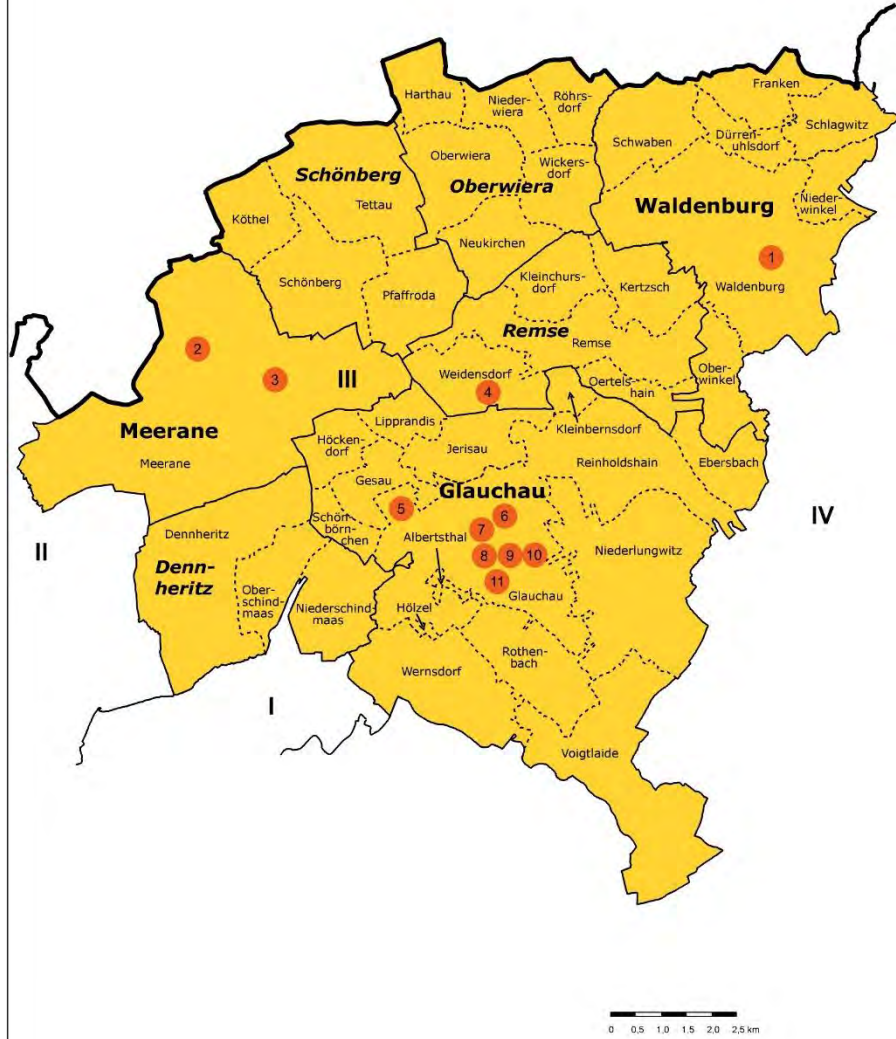 Franken
Harthau
Nieder-
wiera
Röhrs-
dorf
Schlagwitz
Schwaben
Dürren-
uhlsdorf
Oberwiera
Wickers-
dorf
Schönberg
Oberwiera
Tettau
Nieder-
winkel
Waldenburg
Köthel
Neukirchen
1
Schönberg
Pfaffroda
Kleinchurs-
dorf
Kertzsch
Waldenburg
Remse
Remse
2
3
III
Weidensdorf
4
Oertels-
hain
Ober-
winkel
Meerane
Meerane
Lipprandis
Höcken-
dorf
Jerisau
Kleinbernsdorf
Reinholdshain
Ebersbach
Gesau
Glauchau
5
6
7
IV
Schön-
börn-
chen
Albertsthal
Dennheritz
8
9
10
Niederlungwitz
II
Denn-
heritz
11
Glauchau
Ober-
schind-
maas
Niederschind
maas
Hölzel
Rothen-
bach
Wernsdorf
I
Voigtlaide
0 0,5 1,0 1,5 2,0 2,5 km